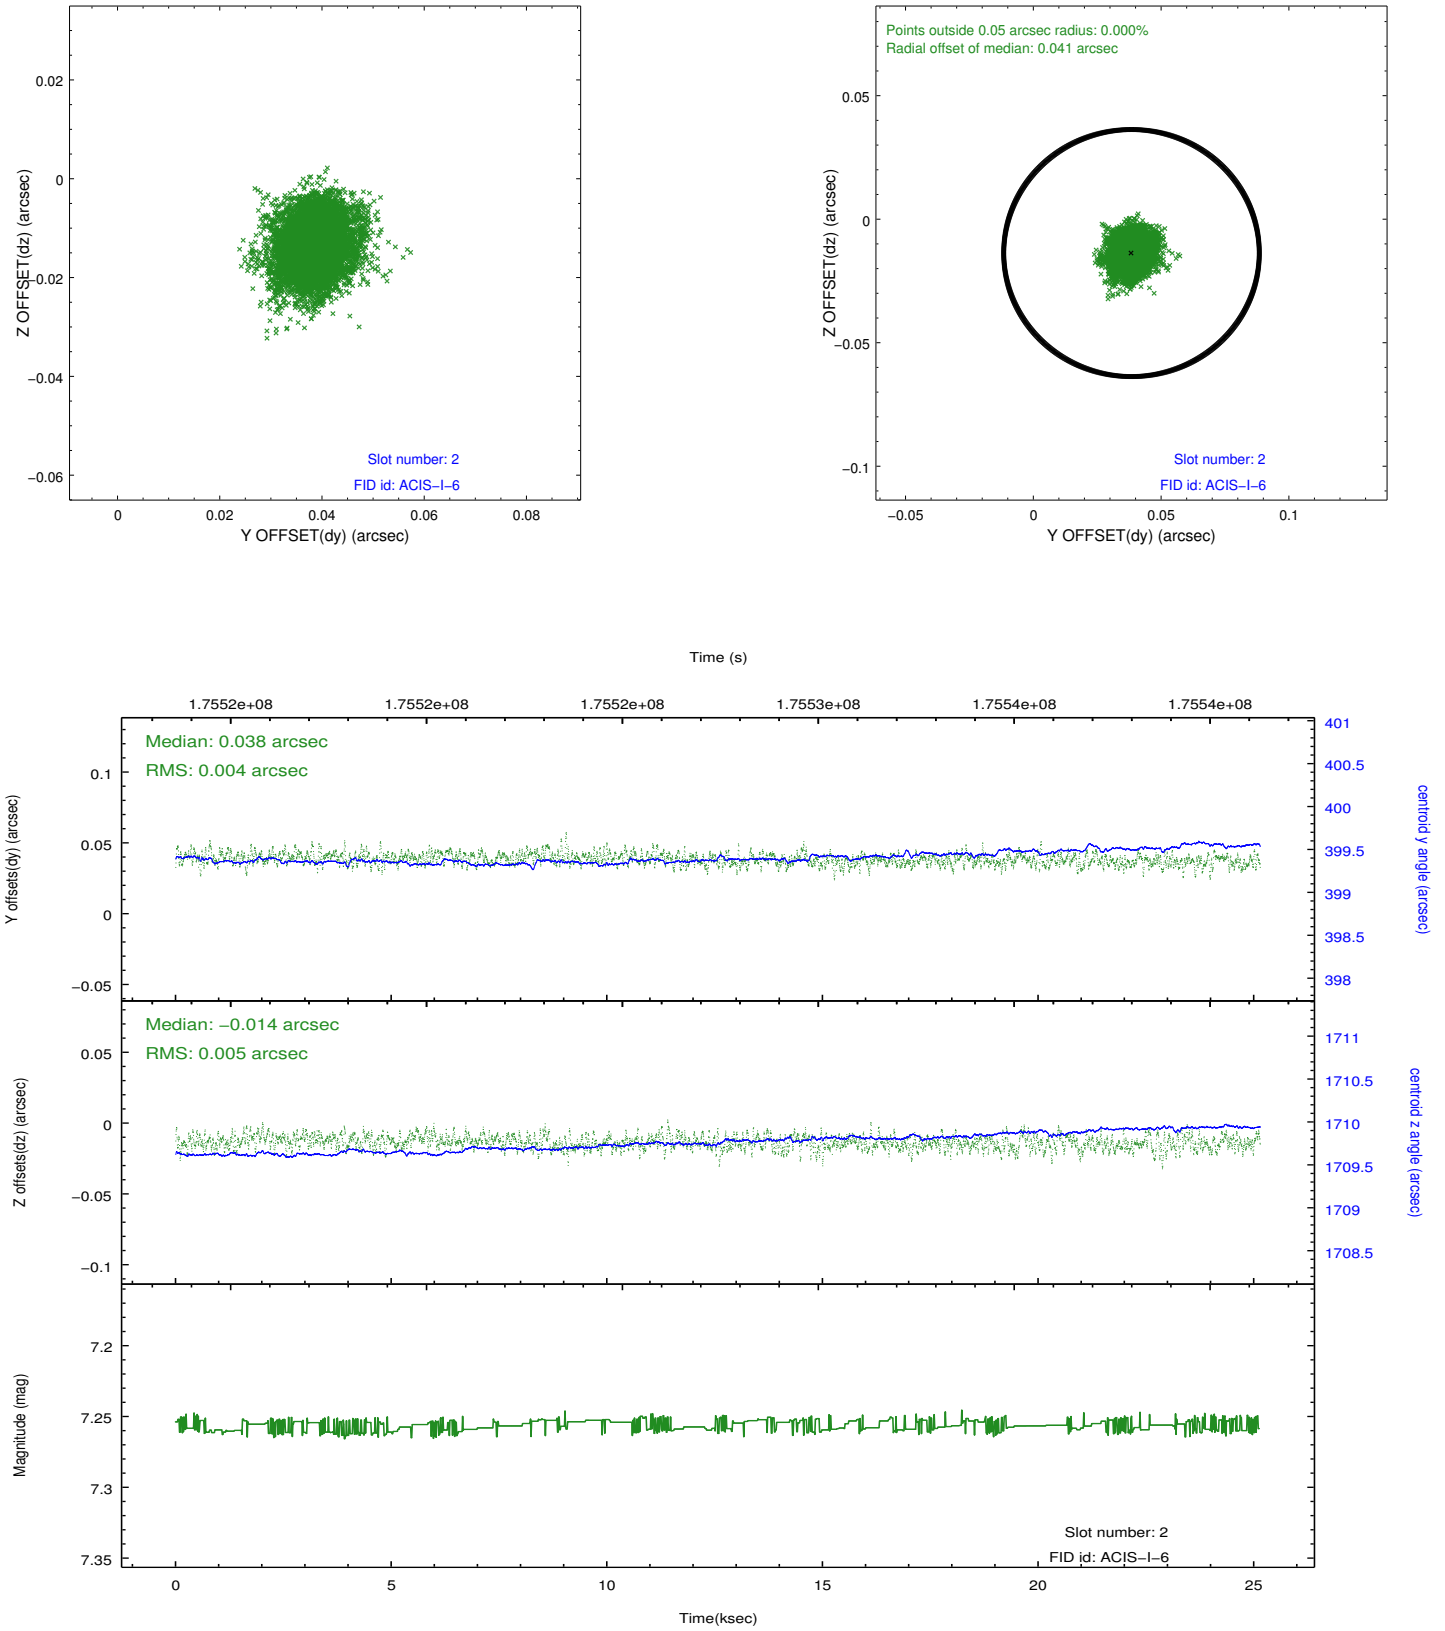 0.02
0
−0.02
−0.04
−0.06
Z OFFSET(dz) (arcsec)
Slot number: 2
FID id: ACIS−I−6
0
0.02
0.04
0.06
0.08
Y OFFSET(dy) (arcsec)
Points outside 0.05 arcsec radius: 0.000%
Radial offset of median: 0.041 arcsec
0.05
0
−0.05
−0.1
Z OFFSET(dz) (arcsec)
Slot number: 2
FID id: ACIS−I−6
−0.05
0
0.05
0.1
Y OFFSET(dy) (arcsec)
Time (s)
1.7552e+08
1.7552e+08
1.7552e+08
1.7553e+08
1.7554e+08
1.7554e+08
Median: 0.038 arcsec
RMS: 0.004 arcsec
0.1
0.05
0
−0.05
Y offsets(dy) (arcsec)
401
400.5
400
399.5
399
398.5
398
centroid y angle (arcsec)
Median: −0.014 arcsec
RMS: 0.005 arcsec
0.05
0
−0.05
−0.1
Z offsets(dz) (arcsec)
1711
1710.5
1710
1709.5
1709
1708.5
centroid z angle (arcsec)
7.2
7.25
7.3
7.35
Magnitude (mag)
Slot number: 2
FID id: ACIS−I−6
0
5
10
15
20
25
Time(ksec)